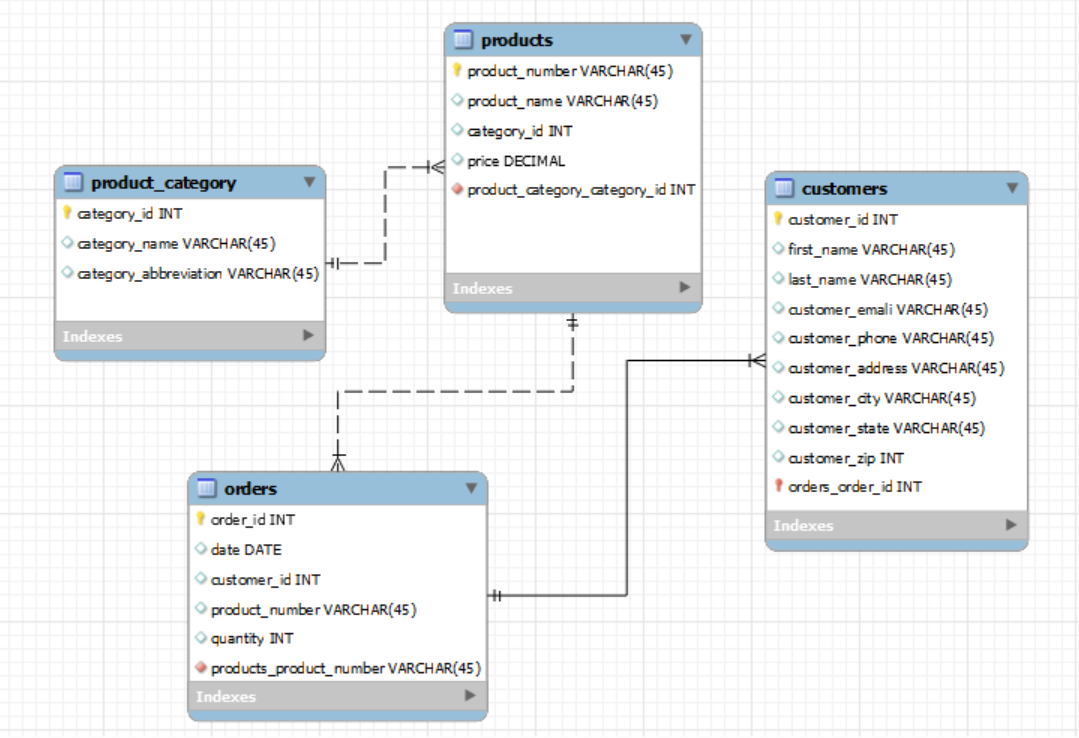 products
product_number VARCHAR(45)
product_name VARCHAR(45)
category_id INT
price DECIMAL
product_category_category_id INT
Indexes
product_category
category_id INT
category_name VARCHAR(45)
category_abbreviation VARCHAR(45)
Indexes
customers
customer_id INT
first_name VARCHAR(45)
last_name VARCHAR(45)
customer_emali VARCHAR(45)
customer_phone VARCHAR(45)
customer_address VARCHAR(45)
customer_city VARCHAR(45)
customer_state VARCHAR(45)
customer_zip INT
orders_order_id INT
Indexes
orders
order_id INT
date DATE
customer_id INT
product_number VARCHAR(45)
quantity INT
products_product_number VARCHAR(45)
Indexes